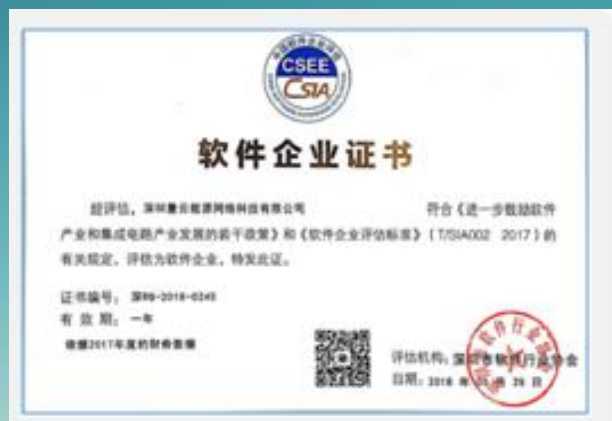 CSEE
CSIA
软件企业证书
经评估，深圳量云能源网络科技有限公司 符合《进一步鼓励软件
产业和集成电路产业发展的若干政策》和《软件企业评估标准》（T/SIA002 2017）的
有关规定，评估为软件企业，特发此证。
证书编号：深RQ-2018-0245
有效期：一年
依据2017年度的财务数据
评估机构：深圳市软件行业协会
日期：2018 年 月 29 日